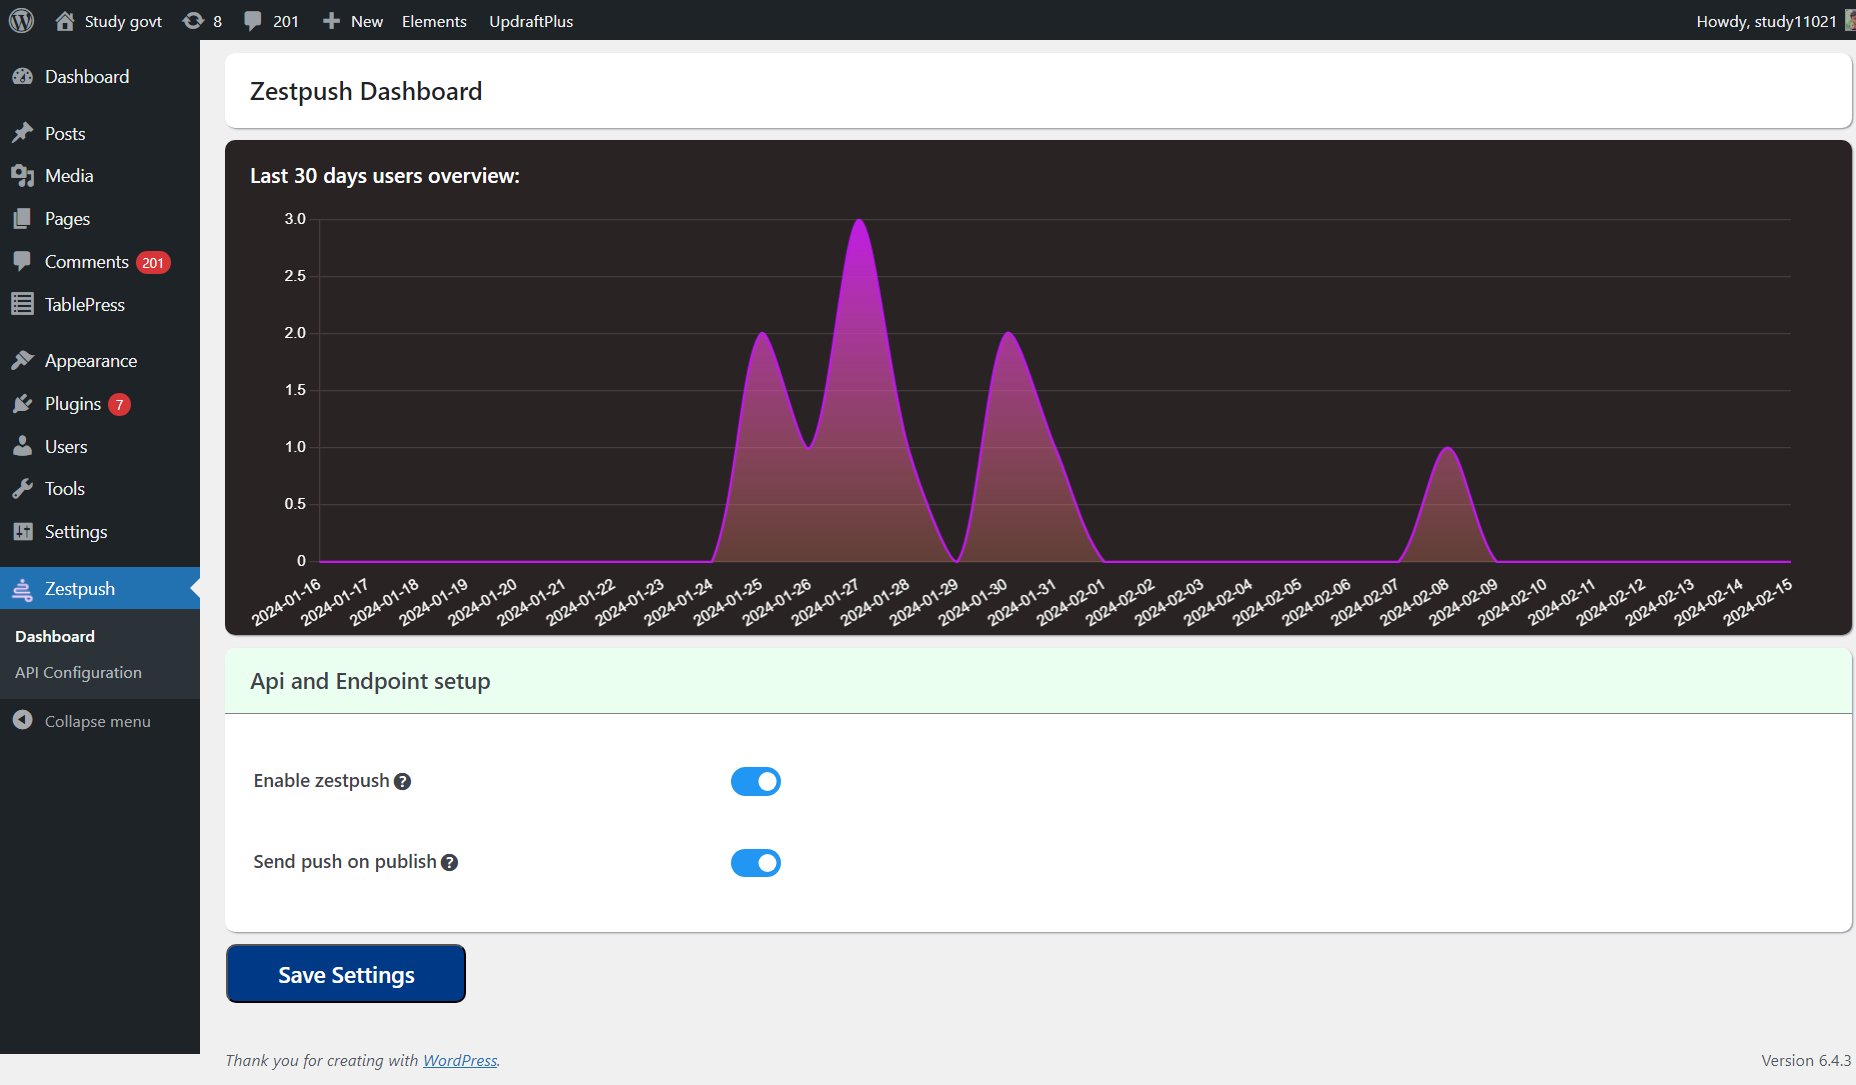 Study govt 8 201 New Elements UpdraftPlus Howdy, study11021
Dashboard
Posts
Media
Pages
Comments 201
TablePress
Appearance
Plugins 7
Users
Tools
Settings
Zestpush
Dashboard
API Configuration
Collapse menu
Zestpush Dashboard
Last 30 days users overview:
3.0
2.5
2.0
1.5
1.0
0.5
0
2024-01-16 2024-01-17 2024-01-18 2024-01-19 2024-01-20 2024-01-21 2024-01-22 2024-01-23 2024-01-24 2024-01-25 2024-01-26 2024-01-27 2024-01-28 2024-01-29 2024-01-30 2024-01-31 2024-02-01 2024-02-02 2024-02-03 2024-02-04 2024-02-05 2024-02-06 2024-02-07 2024-02-08 2024-02-09 2024-02-10 2024-02-11 2024-02-12 2024-02-13 2024-02-14 2024-02-15
Api and Endpoint setup
Enable zestpush ?
Send push on publish ?
Save Settings
Thank you for creating with WordPress. Version 6.4.3